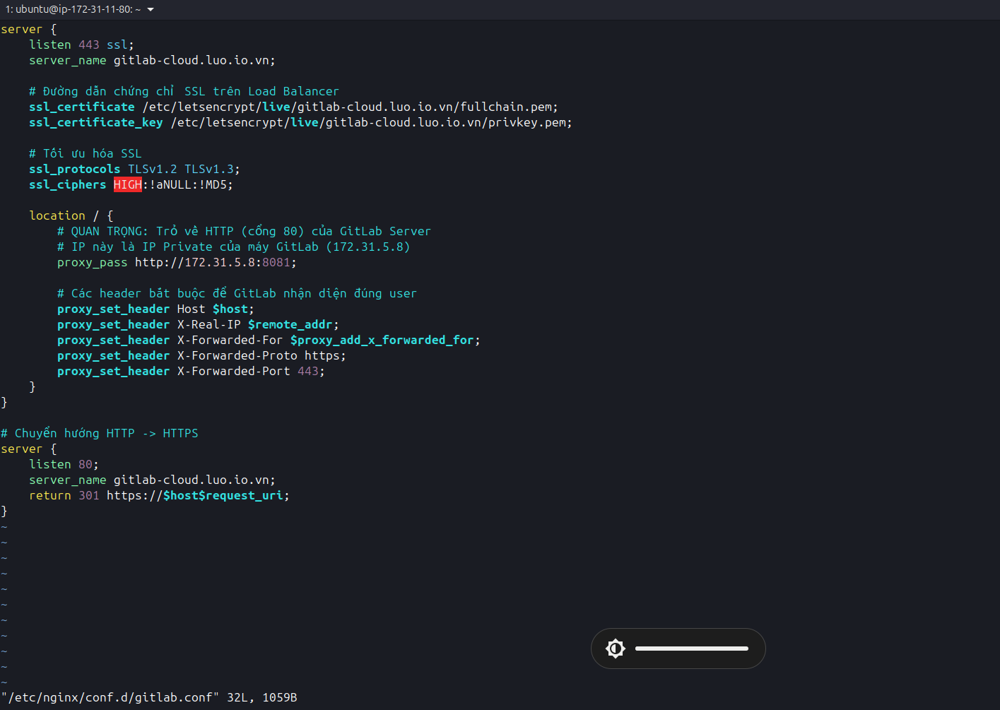 1: ubuntu@ip-172-31-11-80: ~
server {
    listen 443 ssl;
    server_name gitlab-cloud.luo.io.vn;

    # Đường dẫn chứng chỉ SSL trên Load Balancer
    ssl_certificate /etc/letsencrypt/live/gitlab-cloud.luo.io.vn/fullchain.pem;
    ssl_certificate_key /etc/letsencrypt/live/gitlab-cloud.luo.io.vn/privkey.pem;

    # Tối ưu hóa SSL
    ssl_protocols TLSv1.2 TLSv1.3;
    ssl_ciphers HIGH:!aNULL:!MD5;

    location / {
        # QUAN TRỌNG: Trỏ về HTTP (cổng 80) của GitLab Server
        # IP này là IP Private của máy GitLab (172.31.5.8)
        proxy_pass http://172.31.5.8:8081;

        # Các header bắt buộc để GitLab nhận diện đúng user
        proxy_set_header Host $host;
        proxy_set_header X-Real-IP $remote_addr;
        proxy_set_header X-Forwarded-For $proxy_add_x_forwarded_for;
        proxy_set_header X-Forwarded-Proto https;
        proxy_set_header X-Forwarded-Port 443;
    }
}

# Chuyển hướng HTTP -> HTTPS
server {
    listen 80;
    server_name gitlab-cloud.luo.io.vn;
    return 301 https://$host$request_uri;
}
~
~
~
~
~
~
~
~
~
~
~
"/etc/nginx/conf.d/gitlab.conf" 32L, 1059B